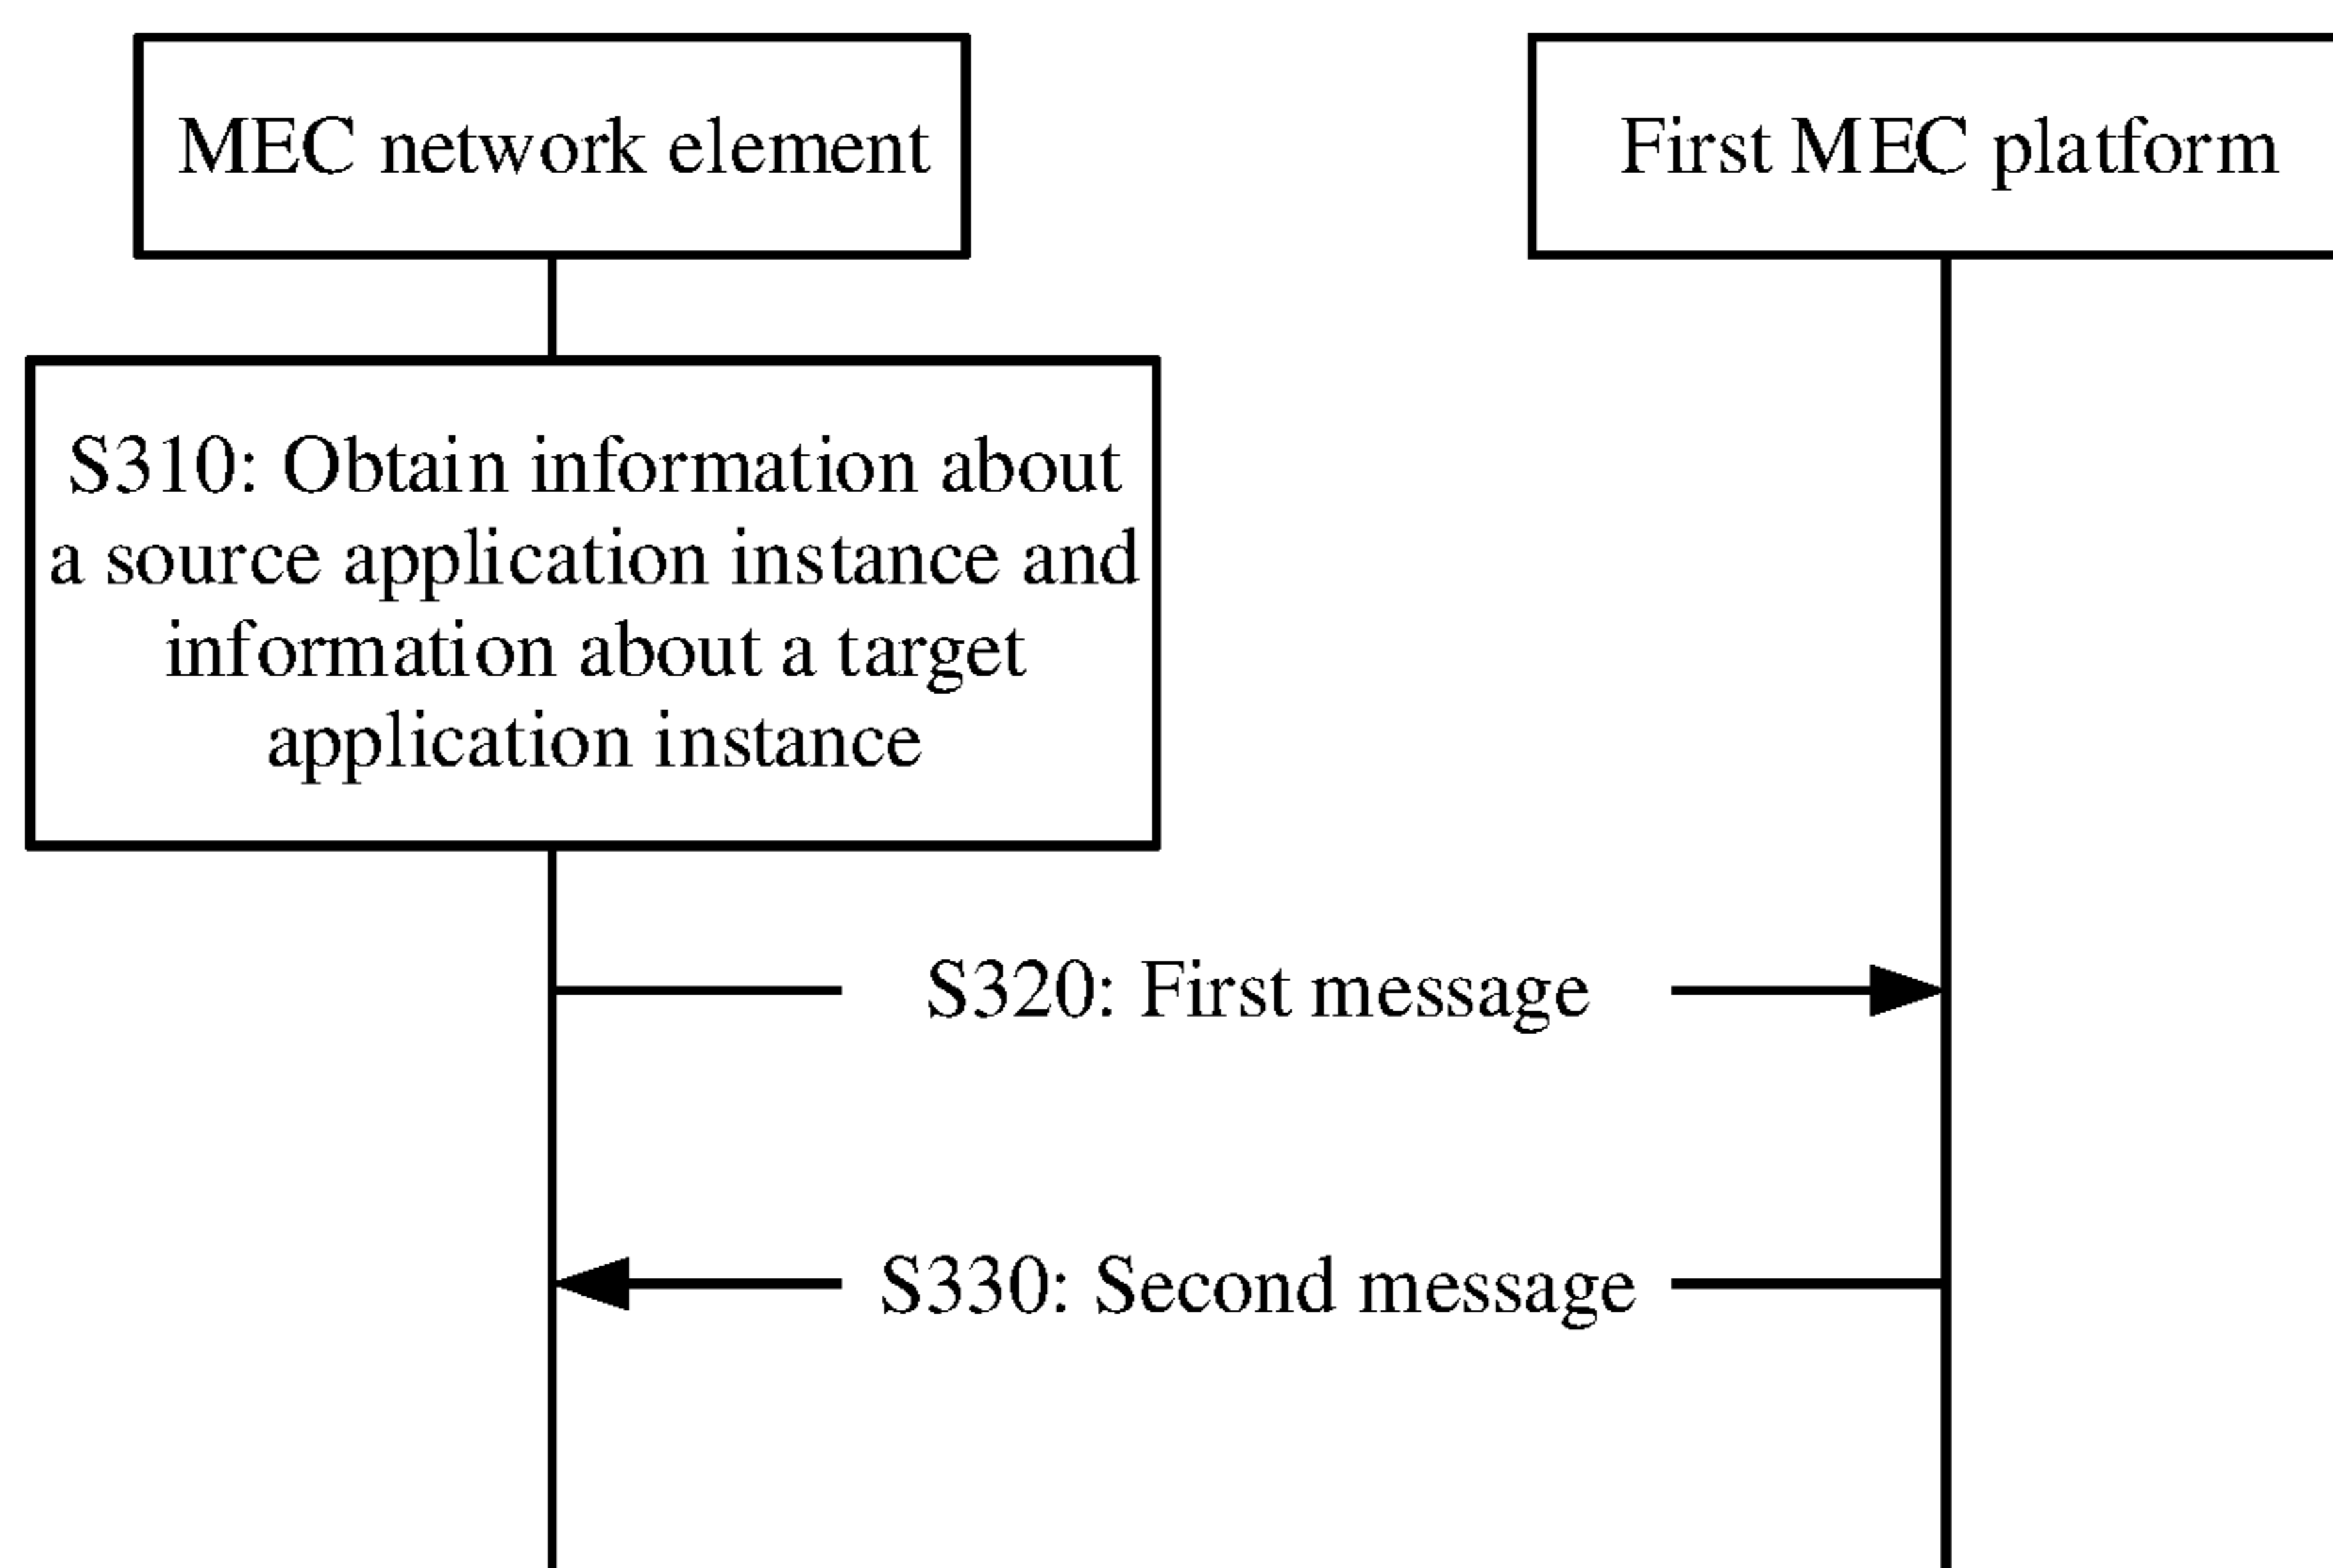 MEC network element
First MEC platform
S310: Obtain information about
a source application instance and
information about a target
application instance
S320: First message
S330: Second message